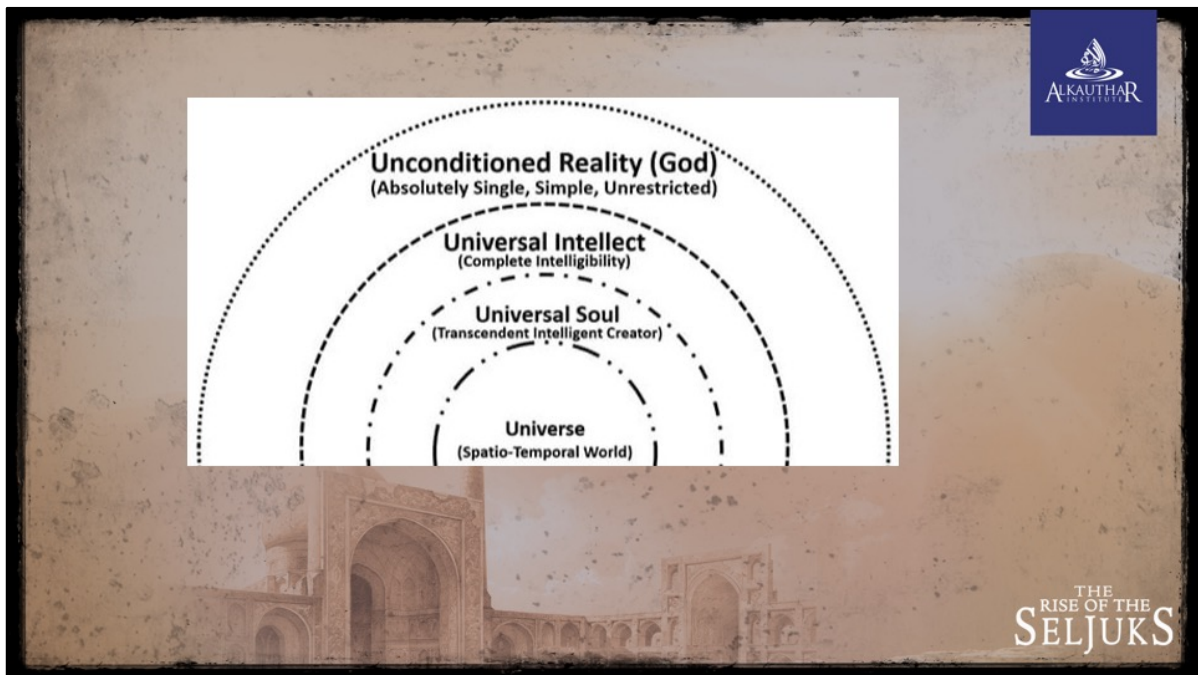 ALKAUTHAR
INSTITUTE
Unconditioned Reality (God)
(Absolutely Single, Simple, Unrestricted)
Universal Intellect
(Complete Intelligibility)
Universal Soul
(Transcendent Intelligent Creator)
Universe
(Spatio-Temporal World)
THE
RISE OF THE
SELJUKS